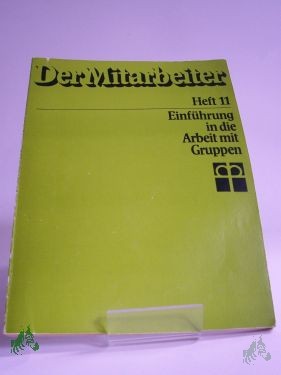 Der Mitarbeiter
Heft 11
Einführung
in die
Arbeit mit
Gruppen